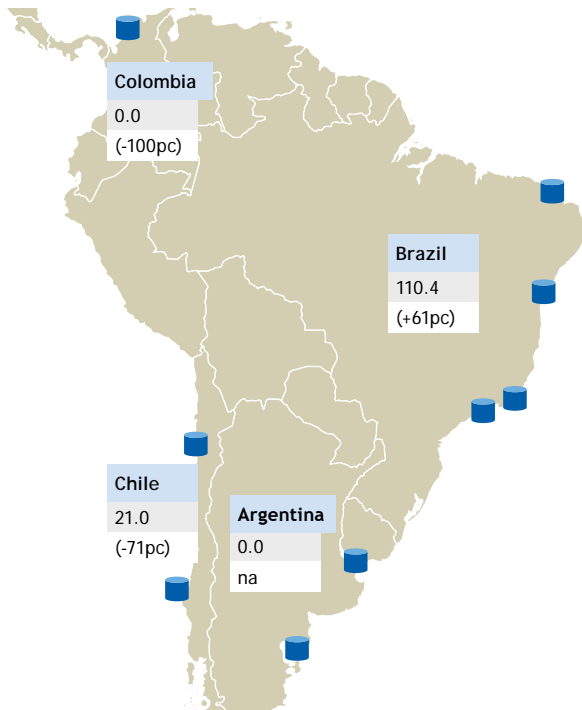 Colombia
0.0
(-100pc)
Brazil
110.4
(+61pc)
Chile
21.0
(-71pc)
Argentina
0.0
na